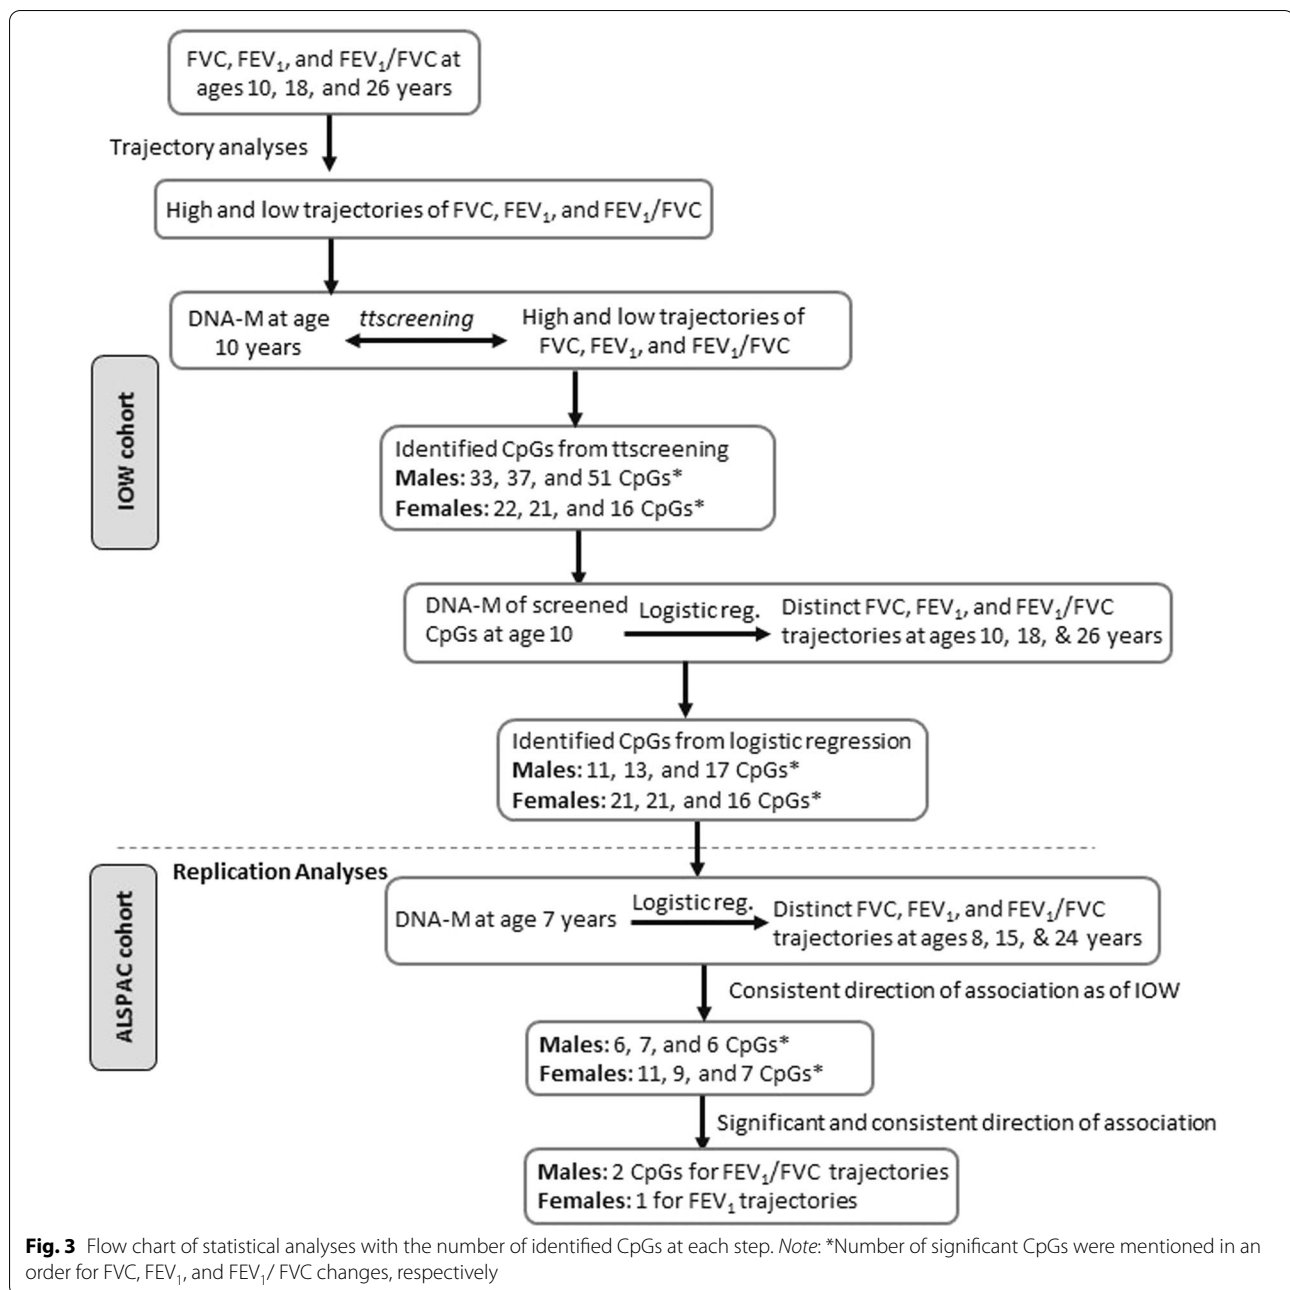 FVC, FEV₁, and FEV₁/FVC at
ages 10, 18, and 26 years
Trajectory analyses
High and low trajectories of FVC, FEV₁, and FEV₁/FVC
DNA-M at age
10 years
ttscreening
High and low trajectories of
FVC, FEV₁, and FEV₁/FVC
IOW cohort
Identified CpGs from ttscreening
Males: 33, 37, and 51 CpGs*
Females: 22, 21, and 16 CpGs*
DNA-M of screened
CpGs at age 10
Logistic reg.
Distinct FVC, FEV₁, and FEV₁/FVC
trajectories at ages 10, 18, & 26 years
Identified CpGs from logistic regression
Males: 11, 13, and 17 CpGs*
Females: 21, 21, and 16 CpGs*
ALSPAC cohort
Replication Analyses
DNA-M at age 7 years
Logistic reg.
Distinct FVC, FEV₁, and FEV₁/FVC
trajectories at ages 8, 15, & 24 years
Consistent direction of association as of IOW
Males: 6, 7, and 6 CpGs*
Females: 11, 9, and 7 CpGs*
Significant and consistent direction of association
Males: 2 CpGs for FEV₁/FVC trajectories
Females: 1 for FEV₁ trajectories
Fig. 3 Flow chart of statistical analyses with the number of identified CpGs at each step. Note: *Number of significant CpGs were mentioned in an
order for FVC, FEV₁, and FEV₁/ FVC changes, respectively